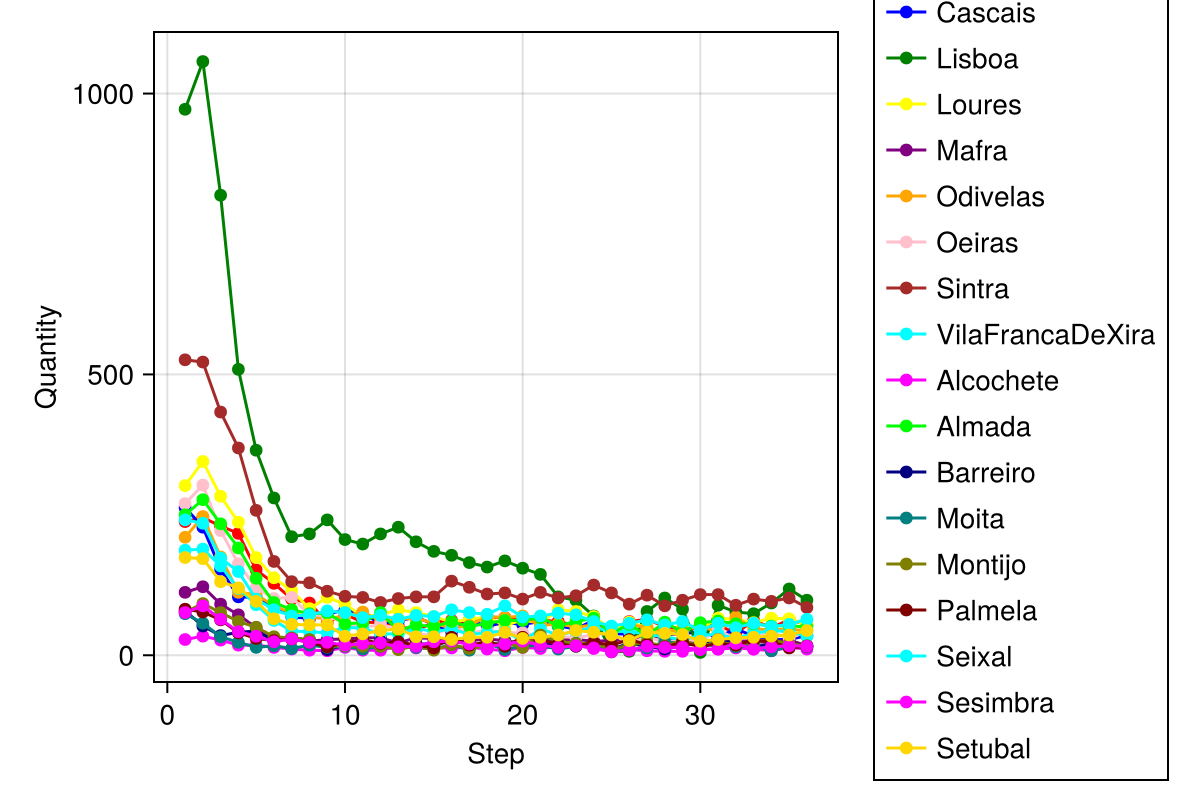 Cascais
Lisboa
Loures
Mafra
Odivelas
Oeiras
Sintra
VilaFrancaDeXira
Alcochete
Almada
Barreiro
Moita
Montijo
Palmela
Seixal
Sesimbra
Setubal
1000
500
0
Quantity
0 10 20 30
Step